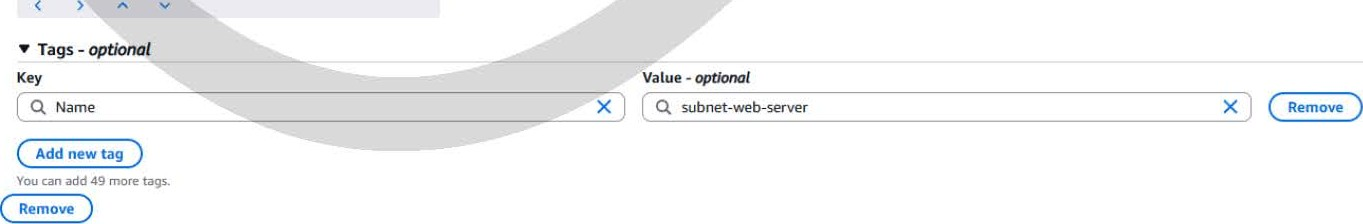 Tags - optional
Key
Value - optional
Name
subnet-web-server
Remove
Add new tag
You can add 49 more tags.
Remove